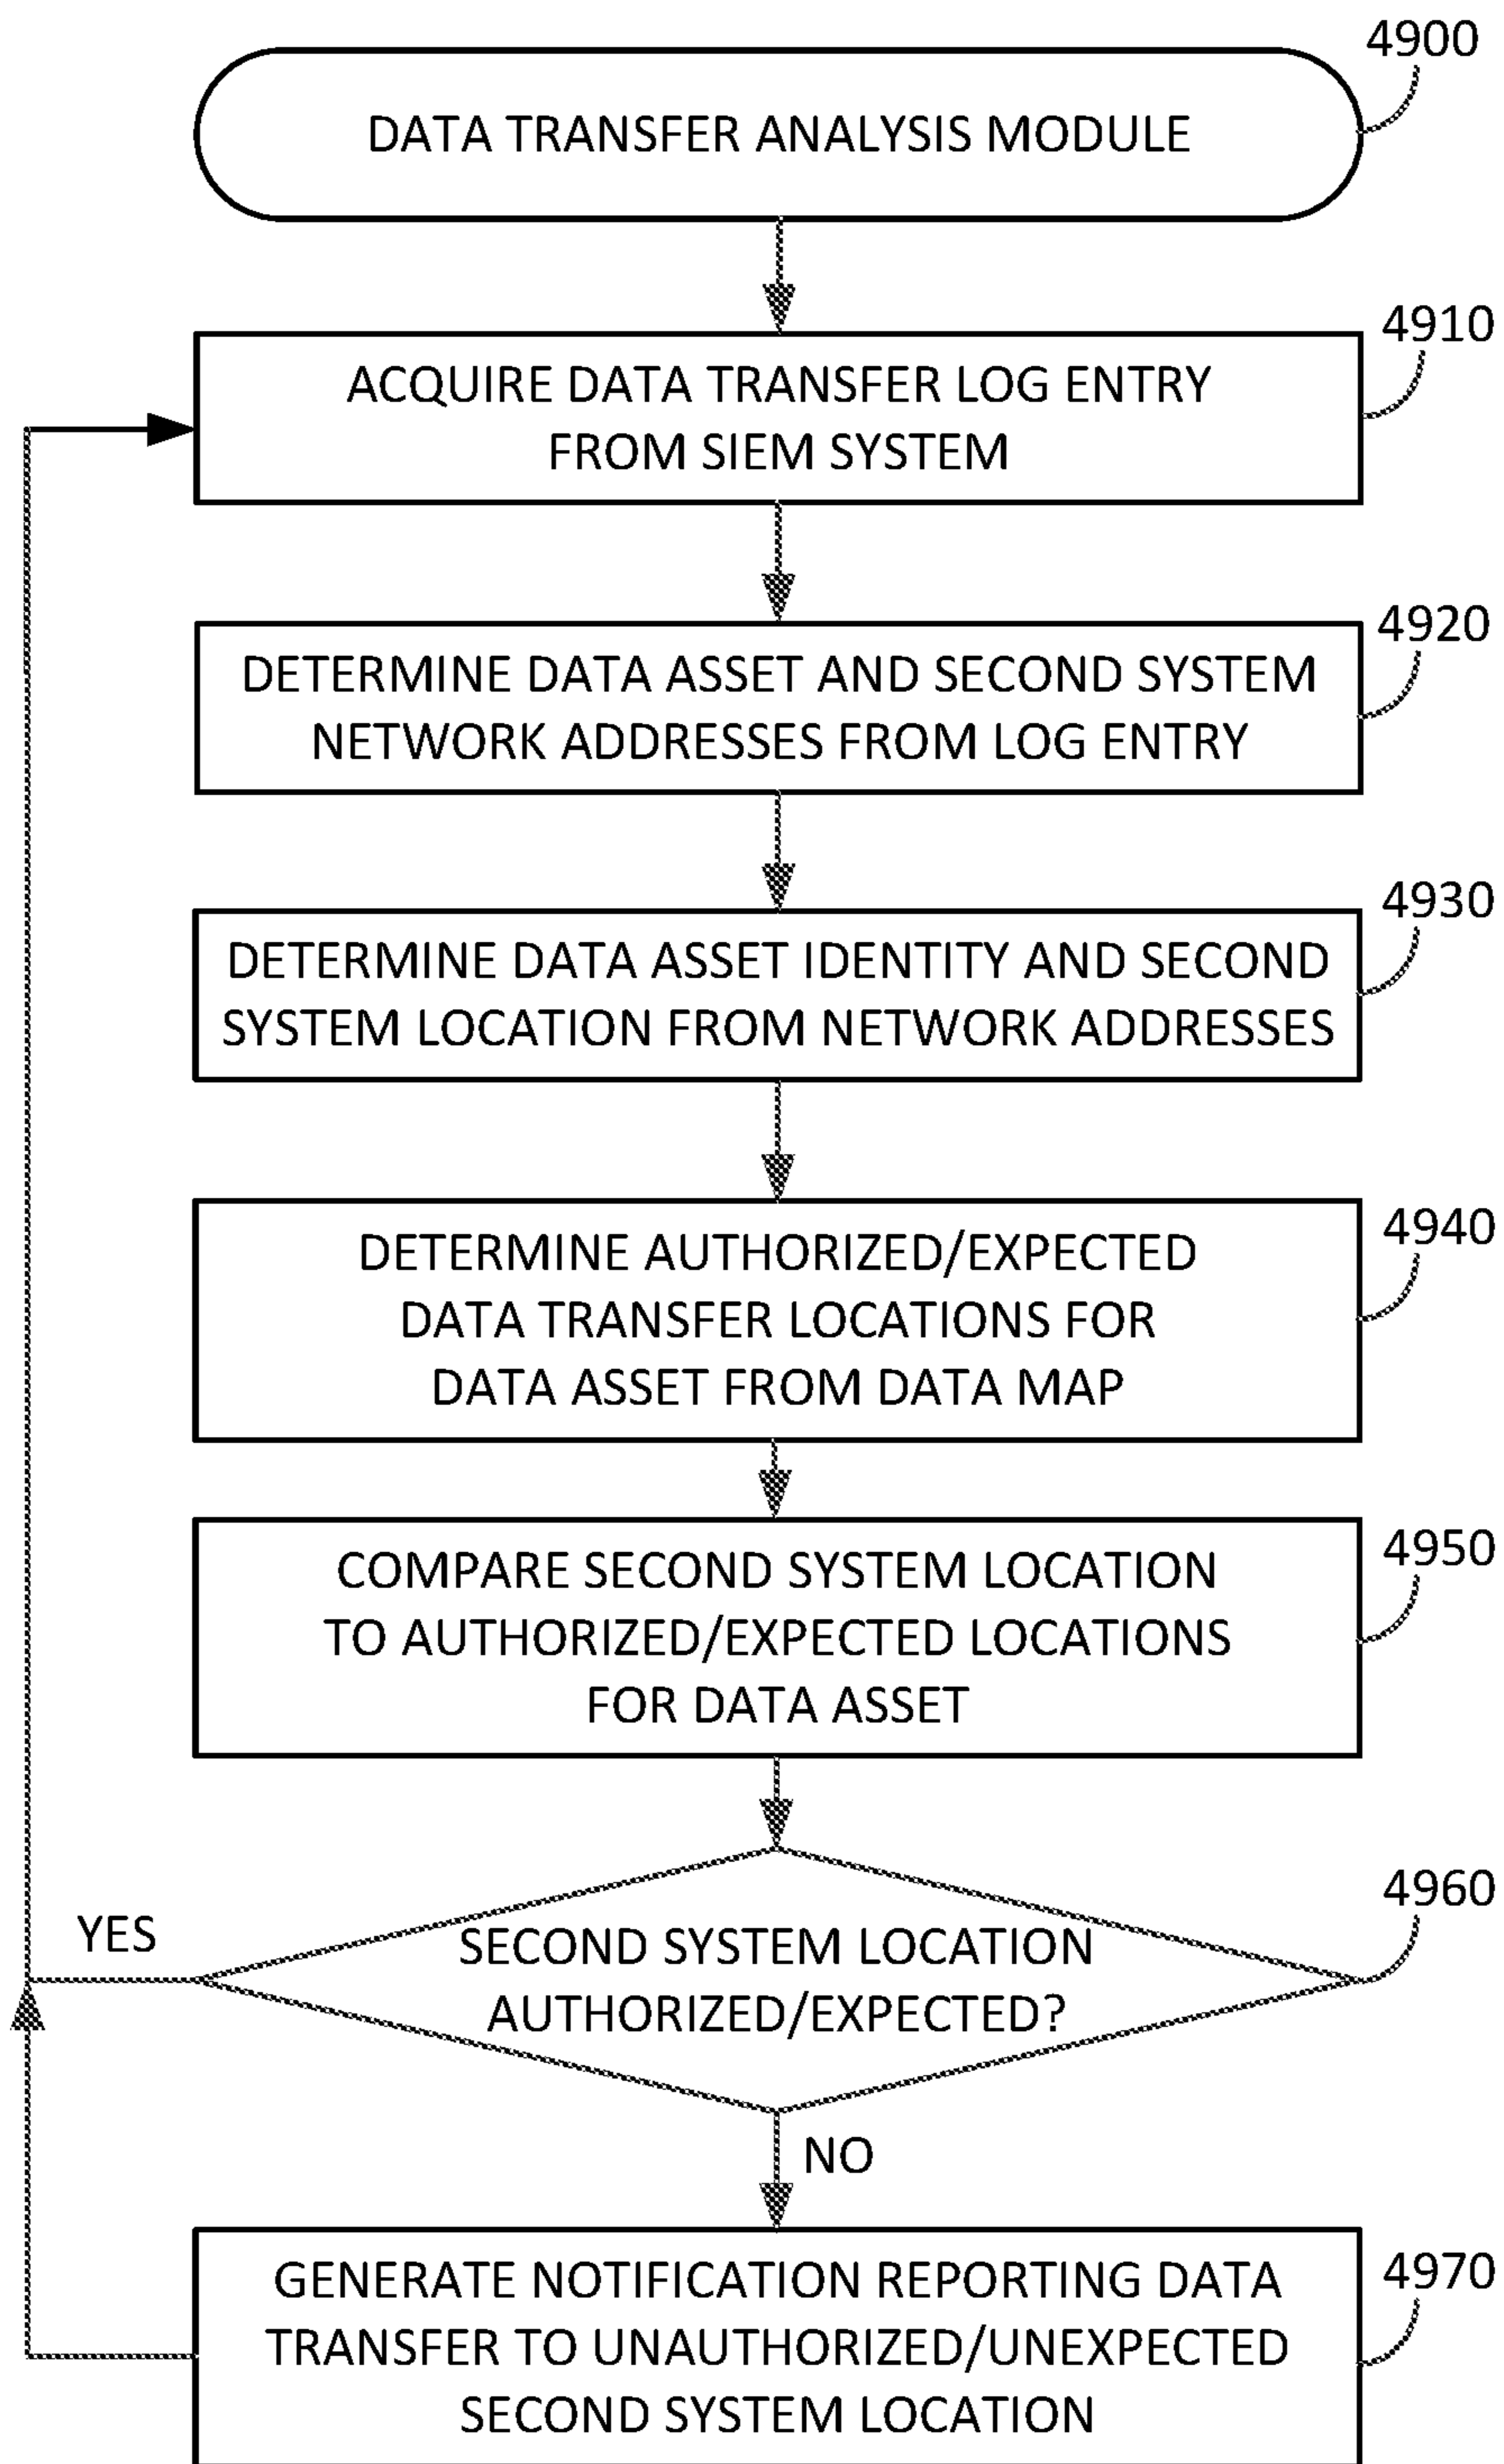 4900
DATA TRANSFER ANALYSIS MODULE
4910
ACQUIRE DATA TRANSFER LOG ENTRY
FROM SIEM SYSTEM
4920
DETERMINE DATA ASSET AND SECOND SYSTEM
NETWORK ADDRESSES FROM LOG ENTRY
4930
DETERMINE DATA ASSET IDENTITY AND SECOND
SYSTEM LOCATION FROM NETWORK ADDRESSES
4940
DETERMINE AUTHORIZED/EXPECTED
DATA TRANSFER LOCATIONS FOR
DATA ASSET FROM DATA MAP
4950
COMPARE SECOND SYSTEM LOCATION
TO AUTHORIZED/EXPECTED LOCATIONS
FOR DATA ASSET
4960
YES
SECOND SYSTEM LOCATION
AUTHORIZED/EXPECTED?
NO
4970
GENERATE NOTIFICATION REPORTING DATA
TRANSFER TO UNAUTHORIZED/UNEXPECTED
SECOND SYSTEM LOCATION